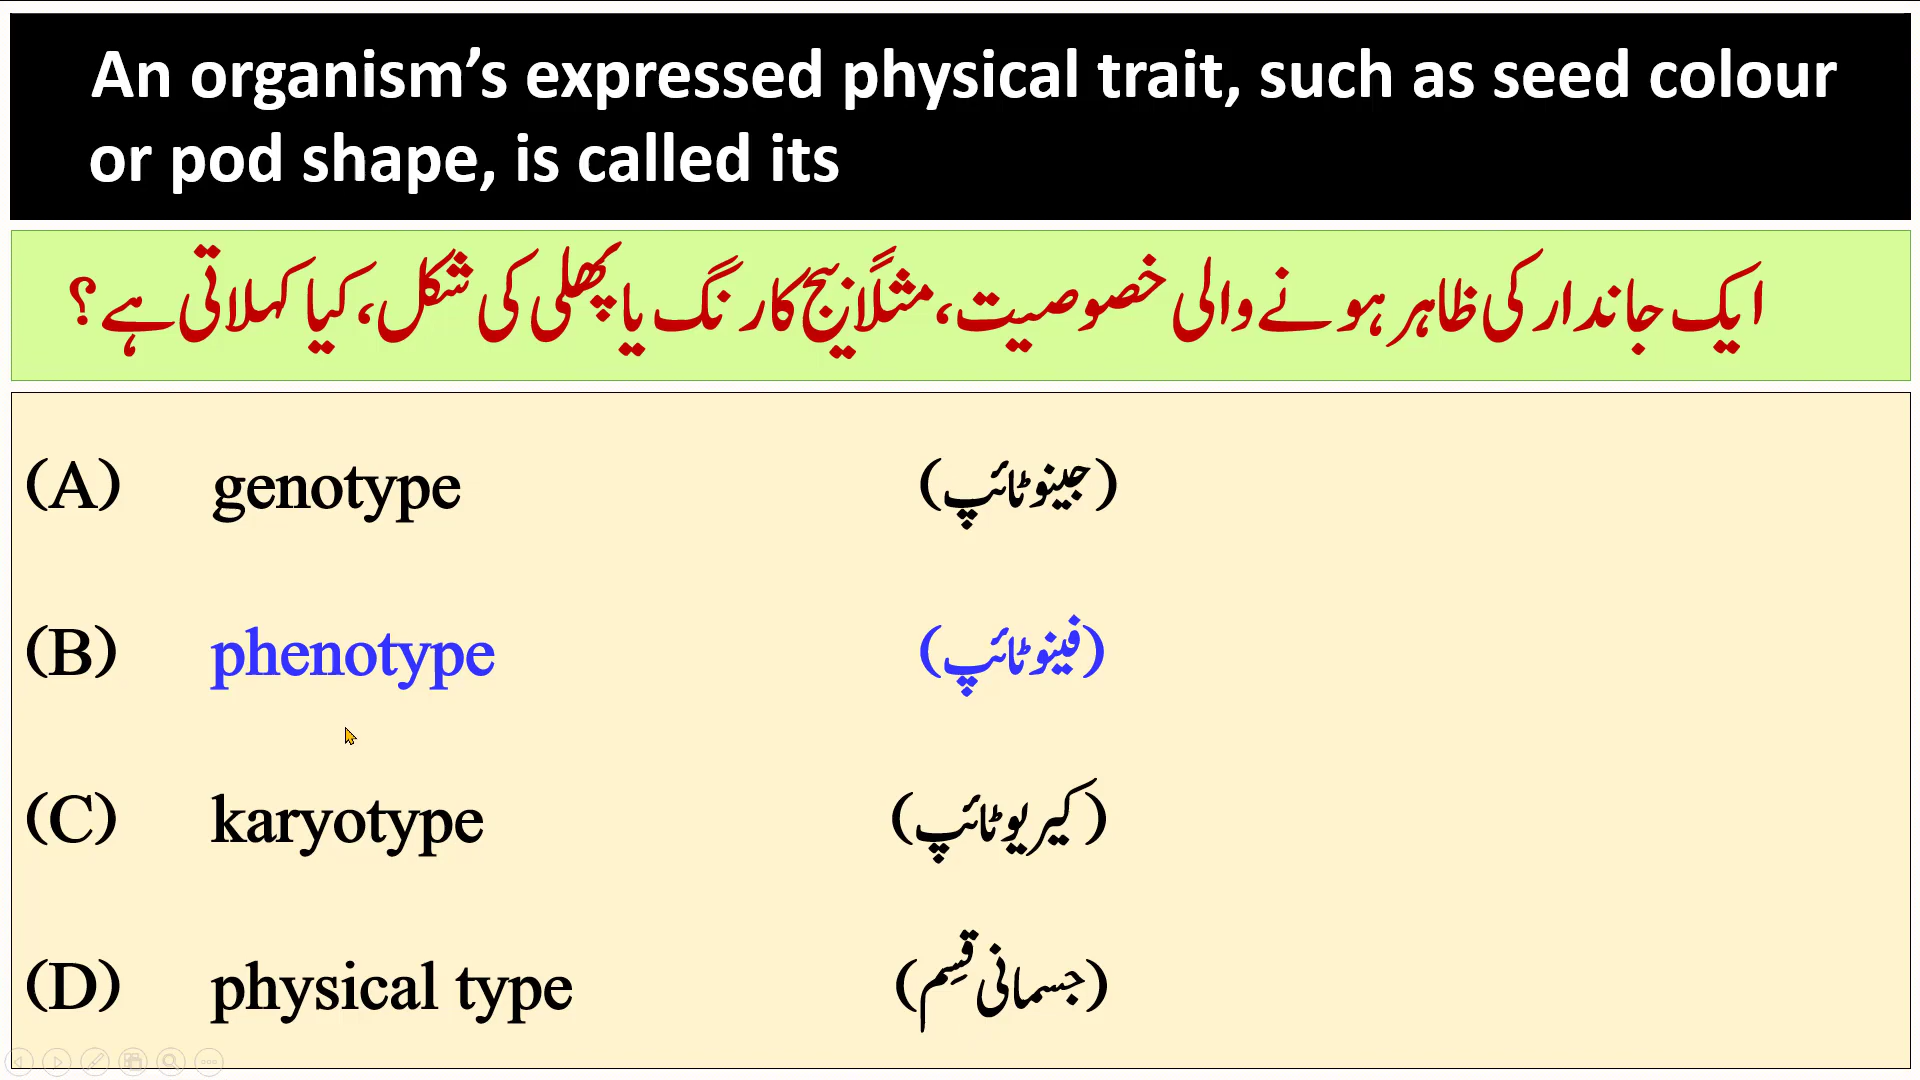 An organism’s expressed physical trait, such as seed colour
or pod shape, is called its
ایک جاندار کی ظاہر ہونے والی خصوصیت، مثلاً بیج کا رنگ یا پھلی کی شکل، کیا کہلاتی ہے؟
(A) genotype (جینوٹائپ)
(B) phenotype (فینوٹائپ)
(C) karyotype (کیریوٹائپ)
(D) physical type (جسمانی قسِم)